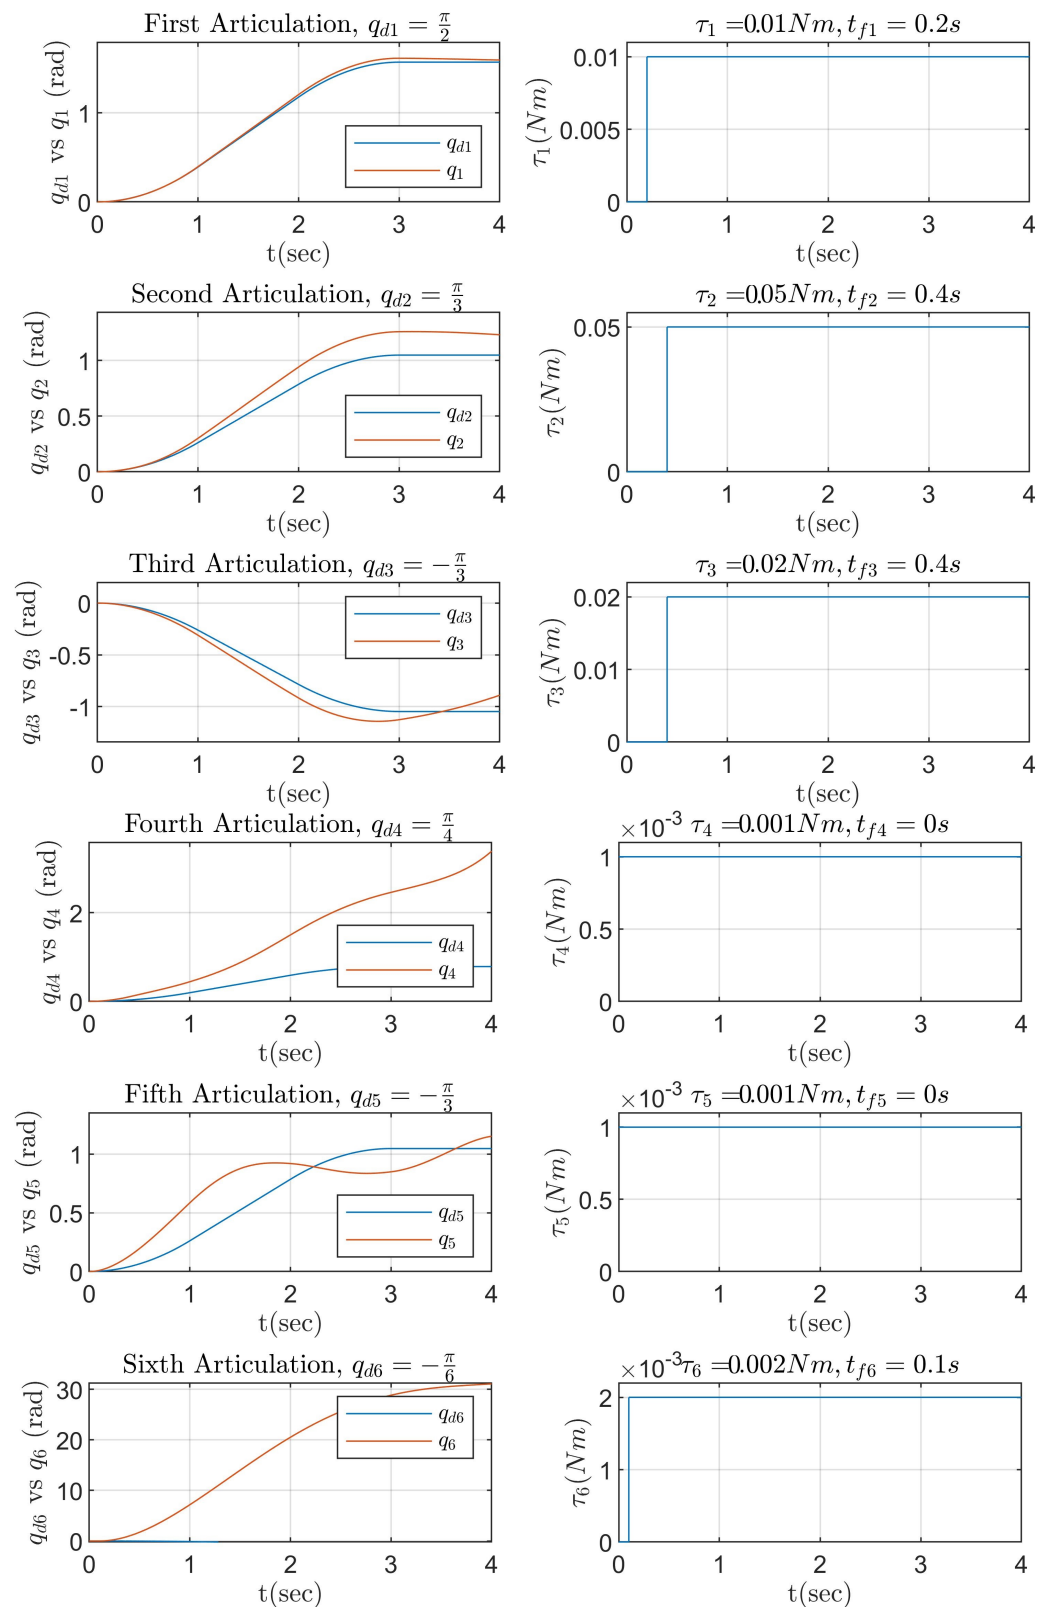 First Articulation, q_{d1} = \frac{\pi}{2}
q_{d1} vs q_1 (rad)
1
0
q_{d1}
q_1
0 1 2 3 4
t(sec)
τ_1 =0.01Nm, t_{f1} = 0.2s
τ_1(Nm)
0.01
0.005
0
0 1 2 3 4
t(sec)
Second Articulation, q_{d2} = \frac{\pi}{3}
q_{d2} vs q_2 (rad)
1
0.5
0
q_{d2}
q_2
0 1 2 3 4
t(sec)
τ_2 =0.05Nm, t_{f2} = 0.4s
τ_2(Nm)
0.05
0
0 1 2 3 4
t(sec)
Third Articulation, q_{d3} = −\frac{\pi}{3}
q_{d3} vs q_3 (rad)
0
-0.5
-1
q_{d3}
q_3
0 1 2 3 4
t(sec)
τ_3 =0.02Nm, t_{f3} = 0.4s
τ_3(Nm)
0.02
0.01
0
0 1 2 3 4
t(sec)
Fourth Articulation, q_{d4} = \frac{\pi}{4}
q_{d4} vs q_4 (rad)
2
0
q_{d4}
q_4
0 1 2 3 4
t(sec)
×10^{-3} τ_4 =0.001Nm, t_{f4} = 0s
τ_4(Nm)
1
0.5
0
0 1 2 3 4
t(sec)
Fifth Articulation, q_{d5} = −\frac{\pi}{3}
q_{d5} vs q_5 (rad)
1
0.5
0
q_{d5}
q_5
0 1 2 3 4
t(sec)
×10^{-3} τ_5 =0.001Nm, t_{f5} = 0s
τ_5(Nm)
1
0.5
0
0 1 2 3 4
t(sec)
Sixth Articulation, q_{d6} = −\frac{\pi}{6}
q_{d6} vs q_6 (rad)
30
20
10
0
q_{d6}
q_6
0 1 2 3 4
t(sec)
×10^{-3} τ_6 =0.002Nm, t_{f6} = 0.1s
τ_6(Nm)
2
1
0
0 1 2 3 4
t(sec)